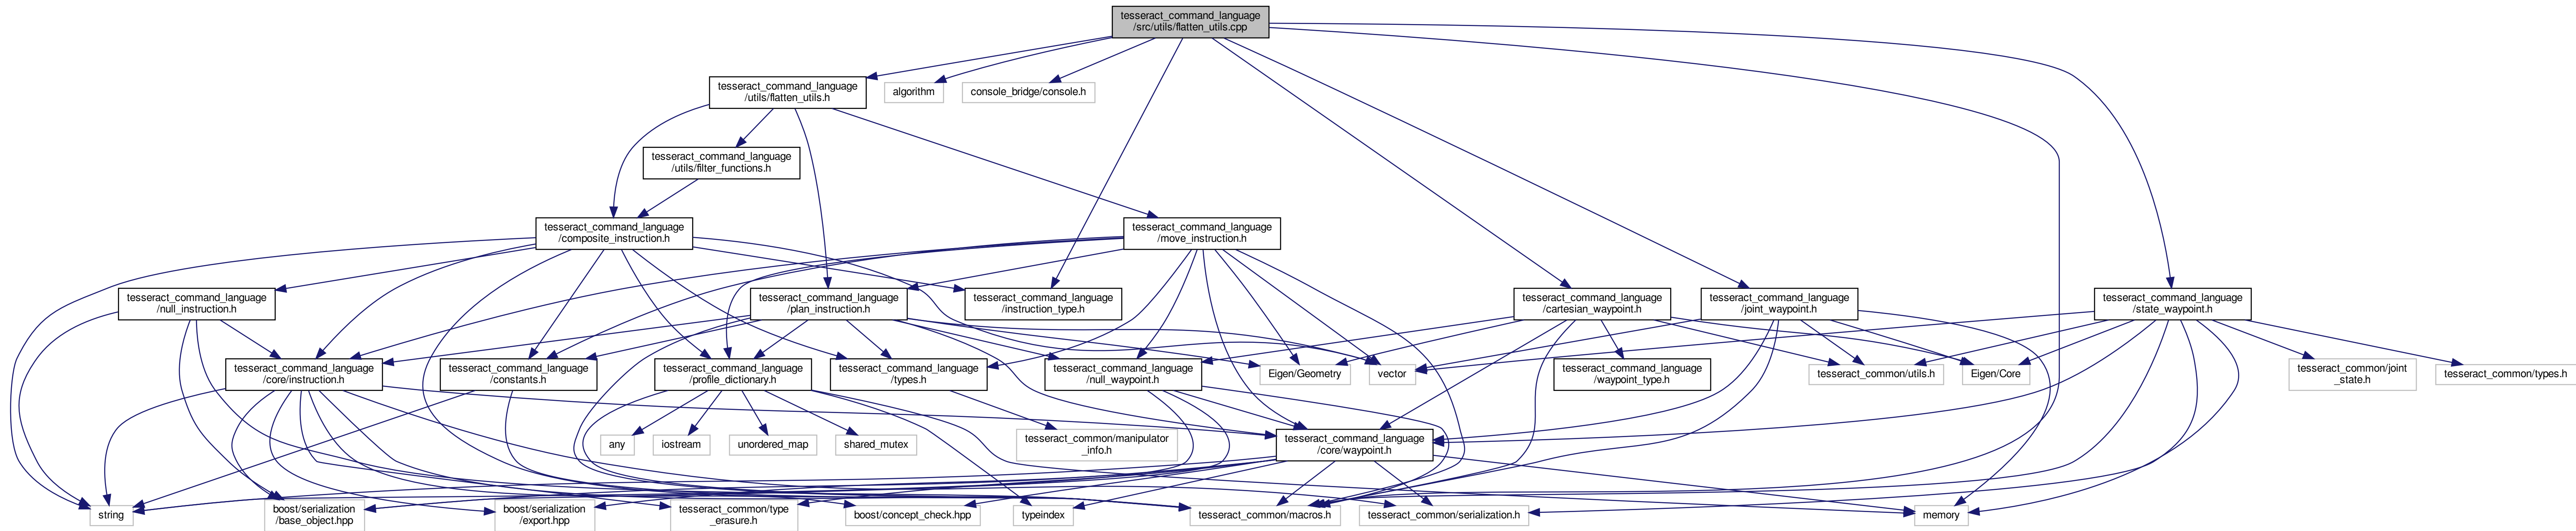 tesseract_command_language
/src/utils/flatten_utils.cpp
tesseract_command_language
/utils/flatten_utils.h
algorithm
console_bridge/console.h
tesseract_command_language
/utils/filter_functions.h
tesseract_command_language
/composite_instruction.h
tesseract_command_language
/move_instruction.h
tesseract_command_language
/null_instruction.h
tesseract_command_language
/plan_instruction.h
tesseract_command_language
/instruction_type.h
tesseract_command_language
/cartesian_waypoint.h
tesseract_command_language
/joint_waypoint.h
tesseract_command_language
/state_waypoint.h
tesseract_command_language
/core/instruction.h
tesseract_command_language
/constants.h
tesseract_command_language
/profile_dictionary.h
tesseract_command_language
/types.h
tesseract_command_language
/null_waypoint.h
Eigen/Geometry
vector
tesseract_command_language
/waypoint_type.h
tesseract_common/utils.h
Eigen/Core
tesseract_common/joint
_state.h
tesseract_common/types.h
any
iostream
unordered_map
shared_mutex
tesseract_common/manipulator
_info.h
tesseract_command_language
/core/waypoint.h
string
boost/serialization
/base_object.hpp
boost/serialization
/export.hpp
tesseract_common/type
_erasure.h
boost/concept_check.hpp
typeindex
tesseract_common/macros.h
tesseract_common/serialization.h
memory